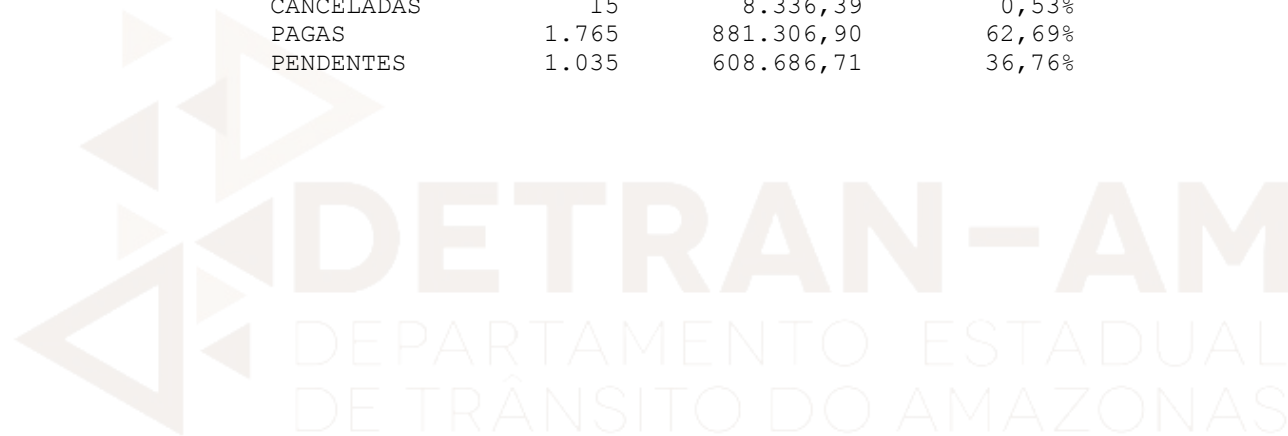 CANCELADAS 15 8.336,39 0,53%
PAGAS 1.765 881.306,90 62,69%
PENDENTES 1.035 608.686,71 36,76%
DETRAN-AM
DEPARTAMENTO ESTADUAL
DE TRÂNSITO DO AMAZONAS